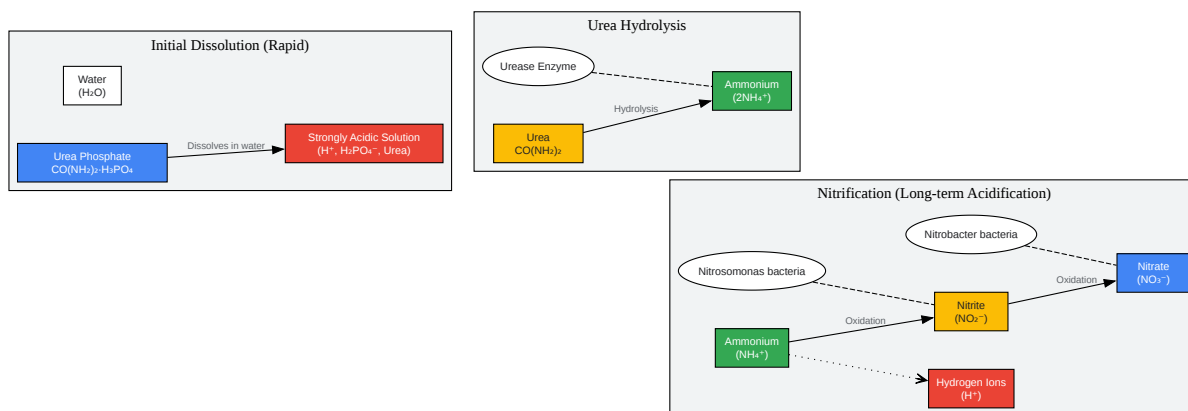 Initial Dissolution (Rapid)
Water
(H₂O)
Urea Phosphate
CO(NH₂)₂·H₃PO₄
Dissolves in water
Strongly Acidic Solution
(H⁺, H₂PO₄⁻, Urea)
Urea Hydrolysis
Urease Enzyme
Ammonium
(2NH₄⁺)
Hydrolysis
Urea
CO(NH₂)₂
Nitrification (Long-term Acidification)
Nitrobacter bacteria
Nitrosomonas bacteria
Nitrate
(NO₃⁻)
Oxidation
Nitrite
(NO₂⁻)
Oxidation
Ammonium
(NH₄⁺)
Hydrogen Ions
(H⁺)